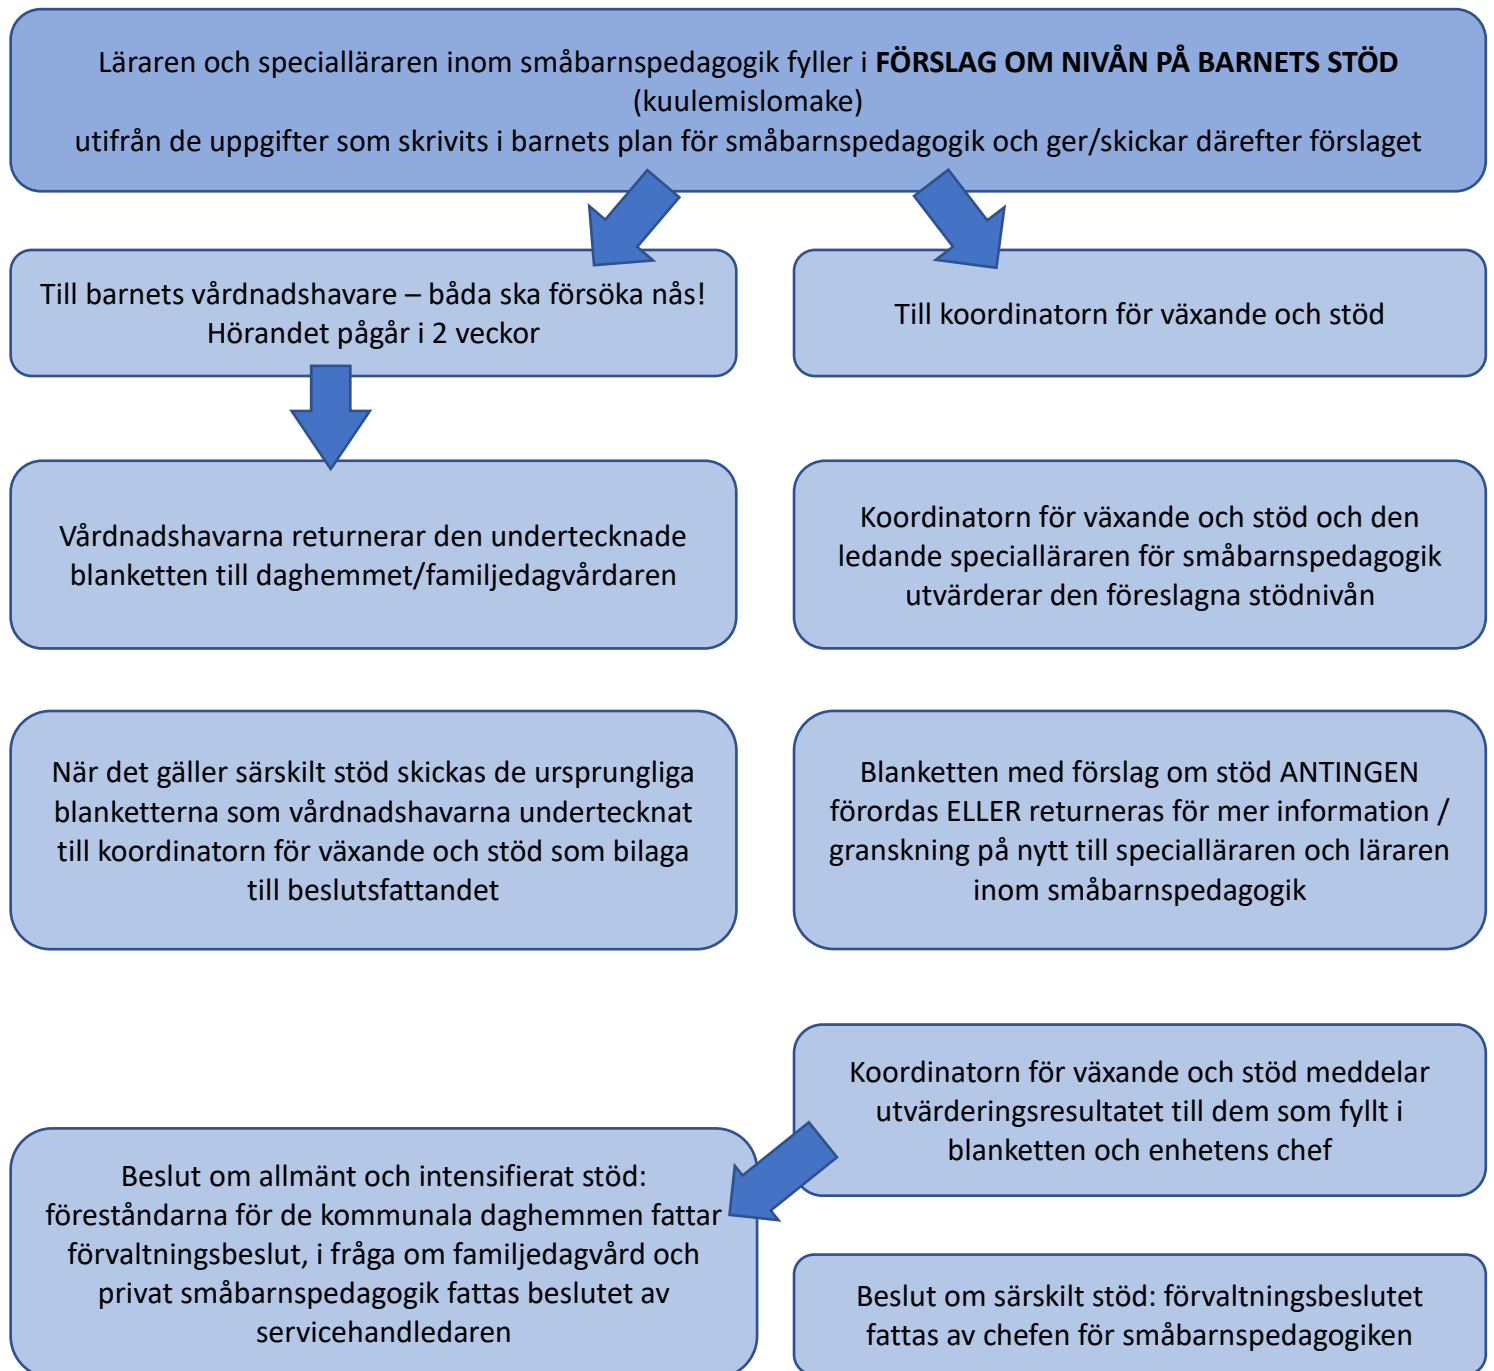 Läraren och specialläraren inom småbarnspedagogik fyller i FÖRSLAG OM NIVÅN PÅ BARNETS STÖD
(kuulemislomake)
utifrån de uppgifter som skrivits i barnets plan för småbarnspedagogik och ger/skickar därefter förslaget
Till barnets vårdnadshavare – båda ska försöka nås!
Hörandet pågår i 2 veckor
Till koordinatorn för växande och stöd
Vårdnadshavarna returnerar den undertecknade
blanketten till daghemmet/familjedagvårdaren
Koordinatorn för växande och stöd och den
ledande specialläraren för småbarnspedagogik
utvärderar den föreslagna stödnivån
När det gäller särskilt stöd skickas de ursprungliga
blanketterna som vårdnadshavarna undertecknat
till koordinatorn för växande och stöd som bilaga
till beslutsfattandet
Blanketten med förslag om stöd ANTINGEN
förordas ELLER returneras för mer information /
granskning på nytt till specialläraren och läraren
inom småbarnspedagogik
Koordinatorn för växande och stöd meddelar
utvärderingsresultatet till dem som fyllt i
blanketten och enhetens chef
Beslut om allmänt och intensifierat stöd:
föreståndarna för de kommunala daghemmen fattar
förvaltningsbeslut, i fråga om familjedagvård och
privat småbarnspedagogik fattas beslutet av
servicehandledaren
Beslut om särskilt stöd: förvaltningsbeslutet
fattas av chefen för småbarnspedagogiken